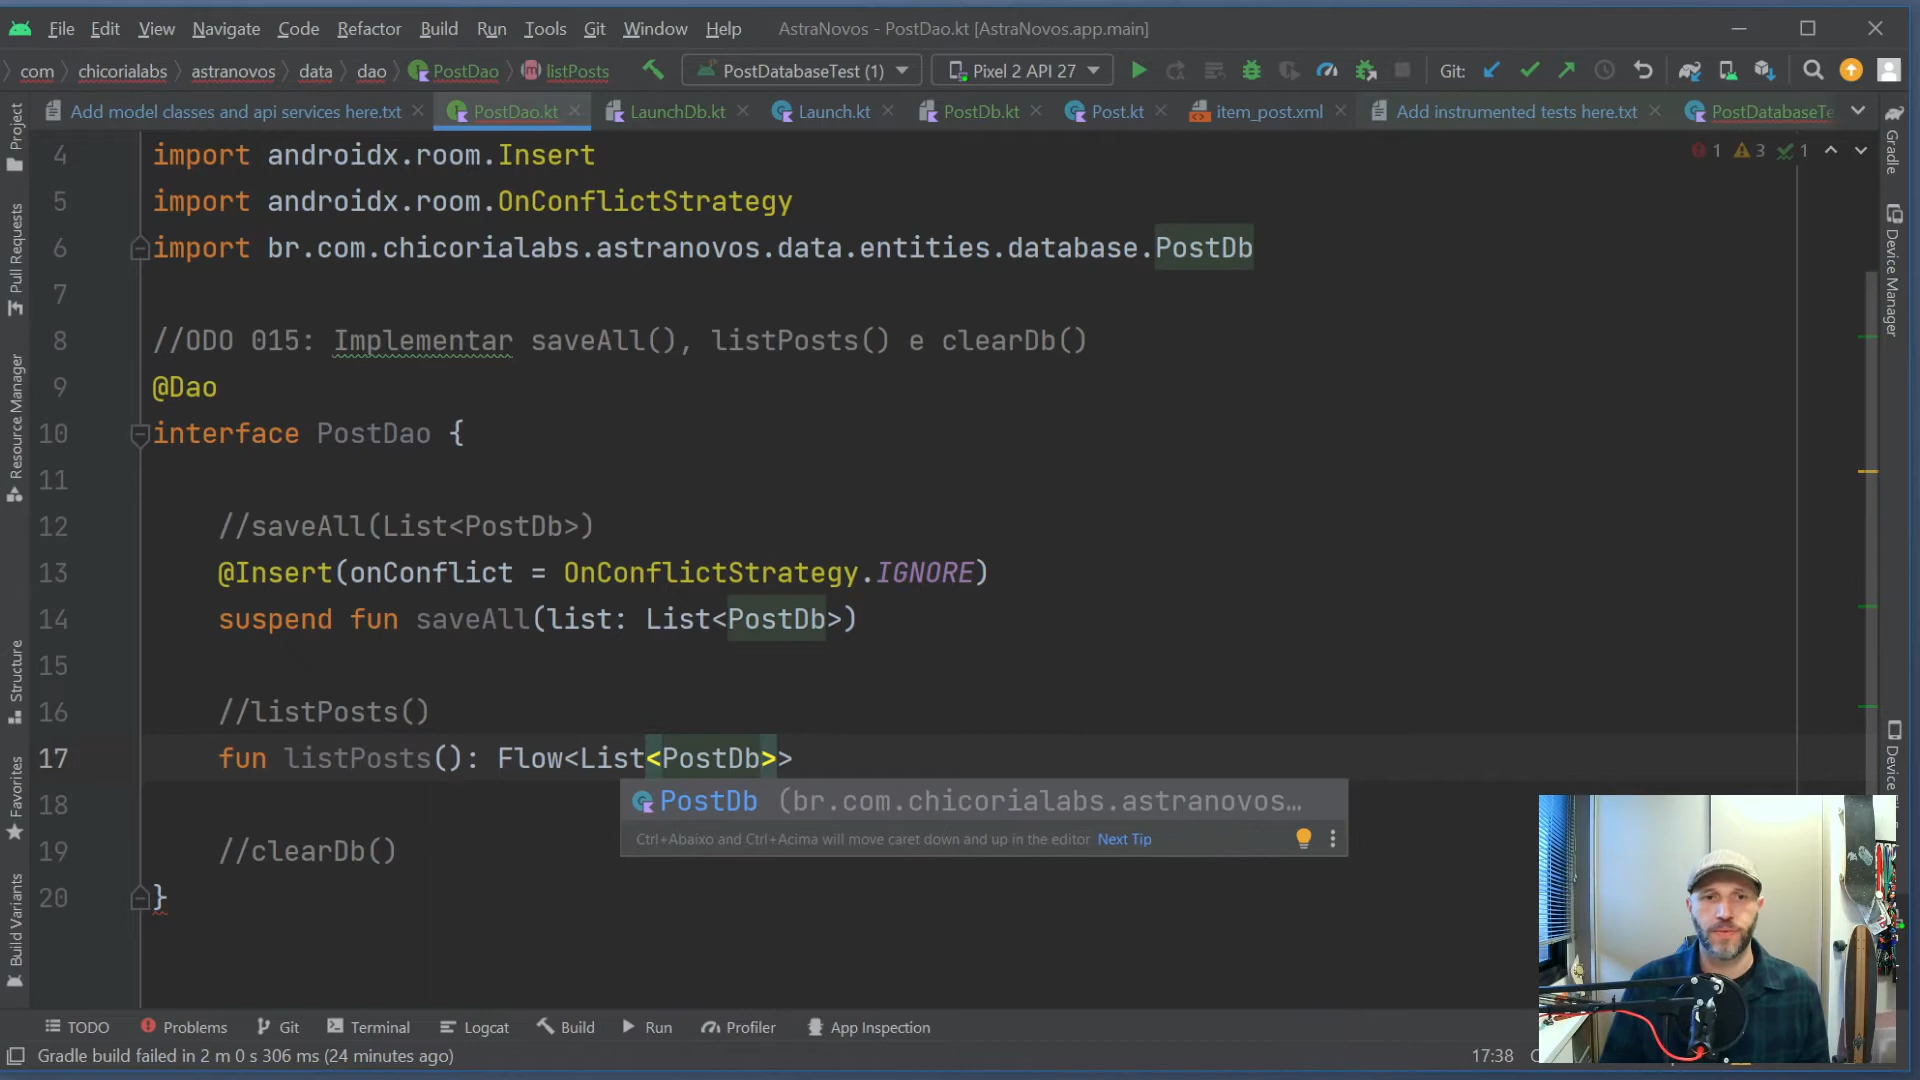 File Edit View Navigate Code Refactor Build Run Tools Git Window Help AstraNovos - PostDao.kt [AstraNovos.app.main]
com chicorialabs astranovos data dao PostDao listPosts PostDatabaseTest (1) Pixel 2 API 27 Git:
Add model classes and api services here.txt PostDao.kt LaunchDb.kt Launch.kt PostDb.kt Post.kt item_post.xml Add instrumented tests here.txt PostDatabaseTe
1 3 1
4 import androidx.room.Insert
5 import androidx.room.OnConflictStrategy
6 import br.com.chicorialabs.astranovos.data.entities.database.PostDb
7
8 //ODO 015: Implementar saveAll(), listPosts() e clearDb()
9 @Dao
10 interface PostDao {
11
12 //saveAll(List<PostDb>)
13 @Insert(onConflict = OnConflictStrategy.IGNORE)
14 suspend fun saveAll(list: List<PostDb>)
15
16 //listPosts()
17 fun listPosts(): Flow<List<PostDb>>
PostDb (br.com.chicorialabs.astranovos...
18
Ctrl+Abaixo and Ctrl+Acima will move caret down and up in the editor Next Tip
19 //clearDb()
20 }
Project
Pull Requests
Resource Manager
Structure
Favorites
Build Variants
Gradle
Device Manager
Device
TODO Problems Git Terminal Logcat Build Run Profiler App Inspection
Gradle build failed in 2 m 0 s 306 ms (24 minutes ago) 17:38